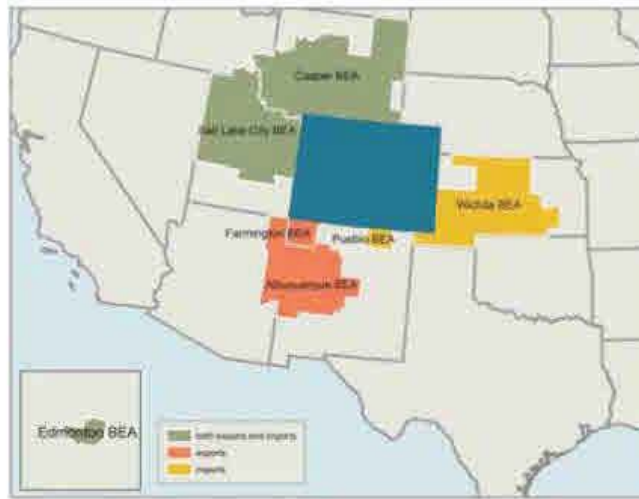 Casper BEA
Salt Lake City BEA
Wichita BEA
Farmington BEA
Pueblo BEA
Albuquerque BEA
Edmonton BEA
both exports and imports
exports
imports